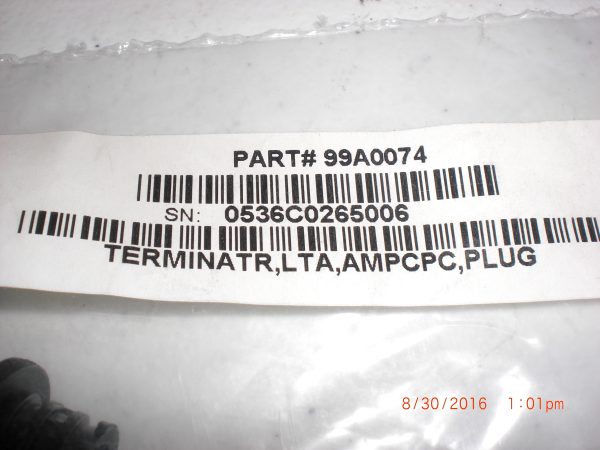 PART# 99A0074
SN: 0536C0265006
TERMINATR,LTA,AMPCPC,PLUG
8/30/2016 1:01pm